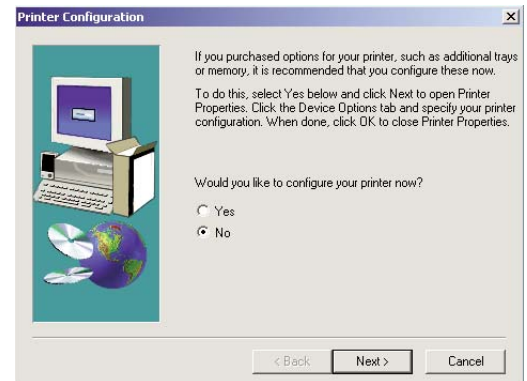 Printer Configuration
If you purchased options for your printer, such as additional trays
or memory, it is recommended that you configure these now.
To do this, select Yes below and click Next to open Printer
Properties. Click the Device Options tab and specify your printer
configuration. When done, click OK to close Printer Properties.
Would you like to configure your printer now?
Yes
No
< Back Next > Cancel